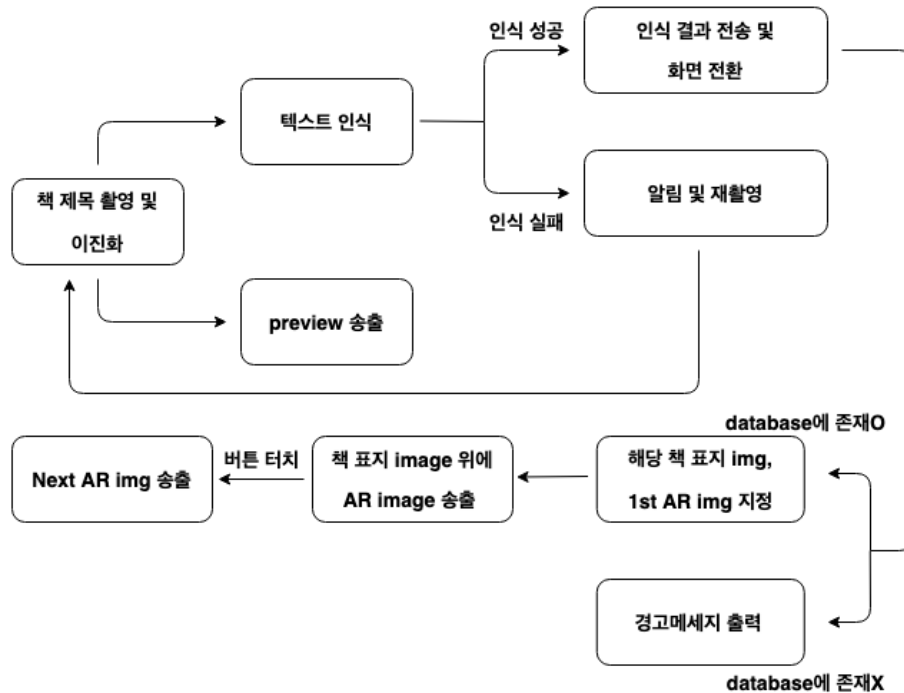 인식 성공
인식 결과 전송 및
화면 전환
텍스트 인식
책 제목 촬영 및
이진화
알림 및 재촬영
인식 실패
preview 송출
database에 존재O
Next AR img 송출
버튼 터치
책 표지 image 위에
AR image 송출
해당 책 표지 img,
1st AR img 지정
경고메세지 출력
database에 존재X